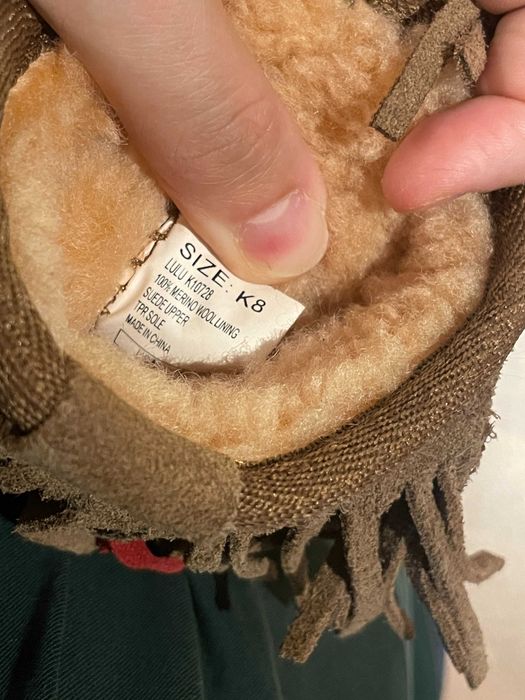 SIZE: K8
LULU K10728
100% MERINO WOOL LINING
SUEDE UPPER
TPR SOLE
MADE IN CHINA